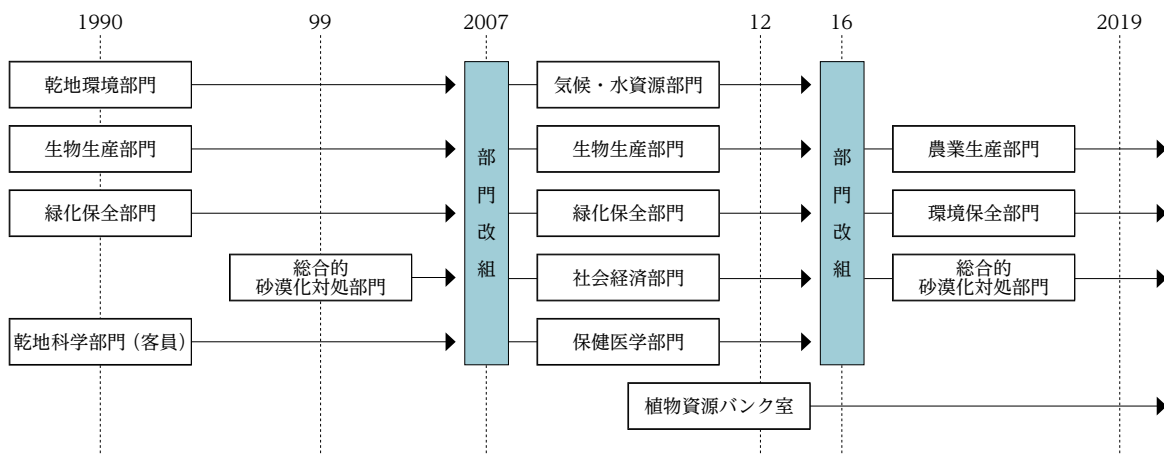 1990
99
2007
12
16
2019
乾地環境部門
気候・水資源部門
生物生産部門
生物生産部門
農業生産部門
緑化保全部門
緑化保全部門
環境保全部門
総合的
砂漠化対処部門
社会経済部門
総合的
砂漠化対処部門
乾地科学部門（客員）
保健医学部門
部門改組
部門改組
植物資源バンク室